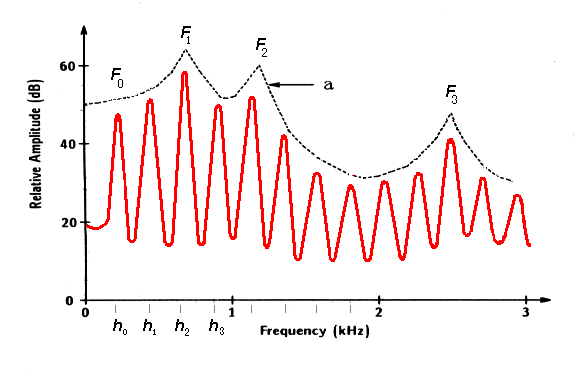 F₁
F₂
F₀
a
F₃
60
40
20
0
Relative Amplitude (dB)
0 1 2 3
h₀ h₁ h₂ h₃
Frequency (kHz)